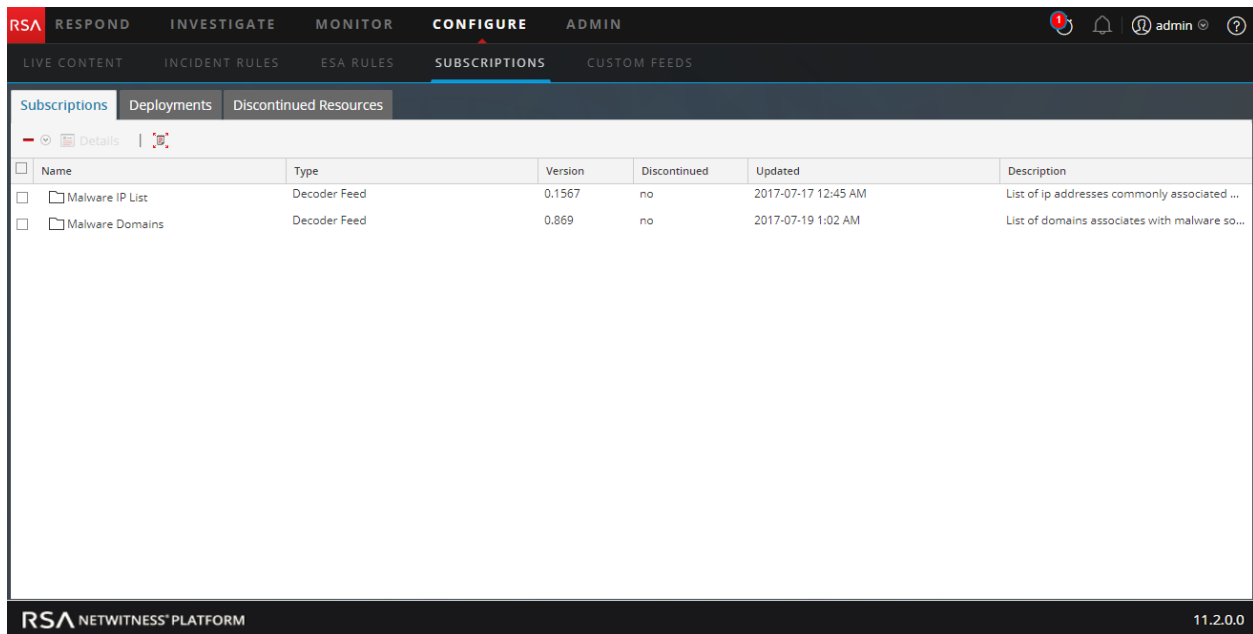 RSA RESPOND INVESTIGATE MONITOR CONFIGURE ADMIN 1 admin ?
LIVE CONTENT INCIDENT RULES ESA RULES SUBSCRIPTIONS CUSTOM FEEDS
Subscriptions Deployments Discontinued Resources
Details
Name Type Version Discontinued Updated Description
Malware IP List Decoder Feed 0.1567 no 2017-07-17 12:45 AM List of ip addresses commonly associated ...
Malware Domains Decoder Feed 0.869 no 2017-07-19 1:02 AM List of domains associates with malware so...
RSA NETWITNESS® PLATFORM 11.2.0.0